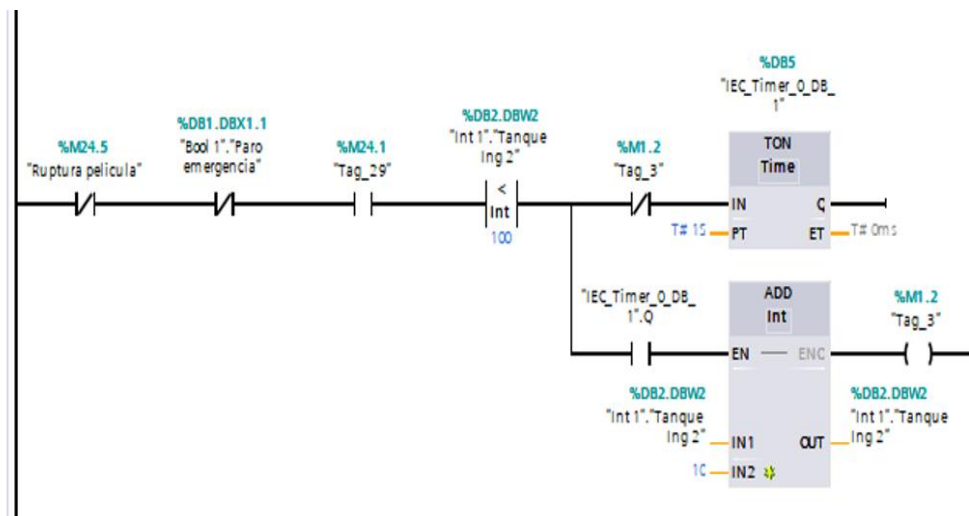 %DB5
"IEC_Timer_0_DB_
1"
%M24.5
"Ruptura pelicula"
%DB1.DBX1.1
"Bool 1"."Paro
emergencia"
%M24.1
"Tag_29"
%DB2.DBW2
"Int 1"."Tanque
Ing 2"
<
Int
100
%M1.2
"Tag_3"
TON
Time
IN
Q
T# 1S
PT
ET
T# 0ms
"IEC_Timer_0_DB_
1".Q
ADD
Int
EN
ENC
%M1.2
"Tag_3"
%DB2.DBW2
"Int 1"."Tanque
Ing 2"
IN1
1C
IN2
OUT
%DB2.DBW2
"Int 1"."Tanque
Ing 2"